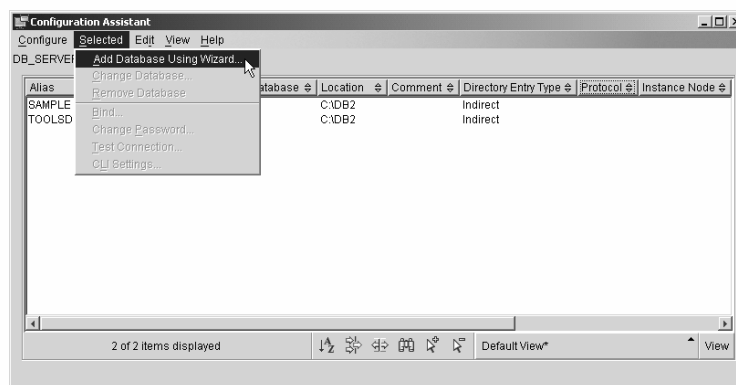 Configuration Assistant
Configure Selected Edit View Help
DB_SERVER
Add Database Using Wizard...
Change Database...
Remove Database
Bind...
Change Password...
Test Connection...
CLI Settings...
Alias atabase Location Comment Directory Entry Type Protocol Instance Node
SAMPLE C:\DB2 Indirect
TOOLSD C:\DB2 Indirect
2 of 2 items displayed Default View* View